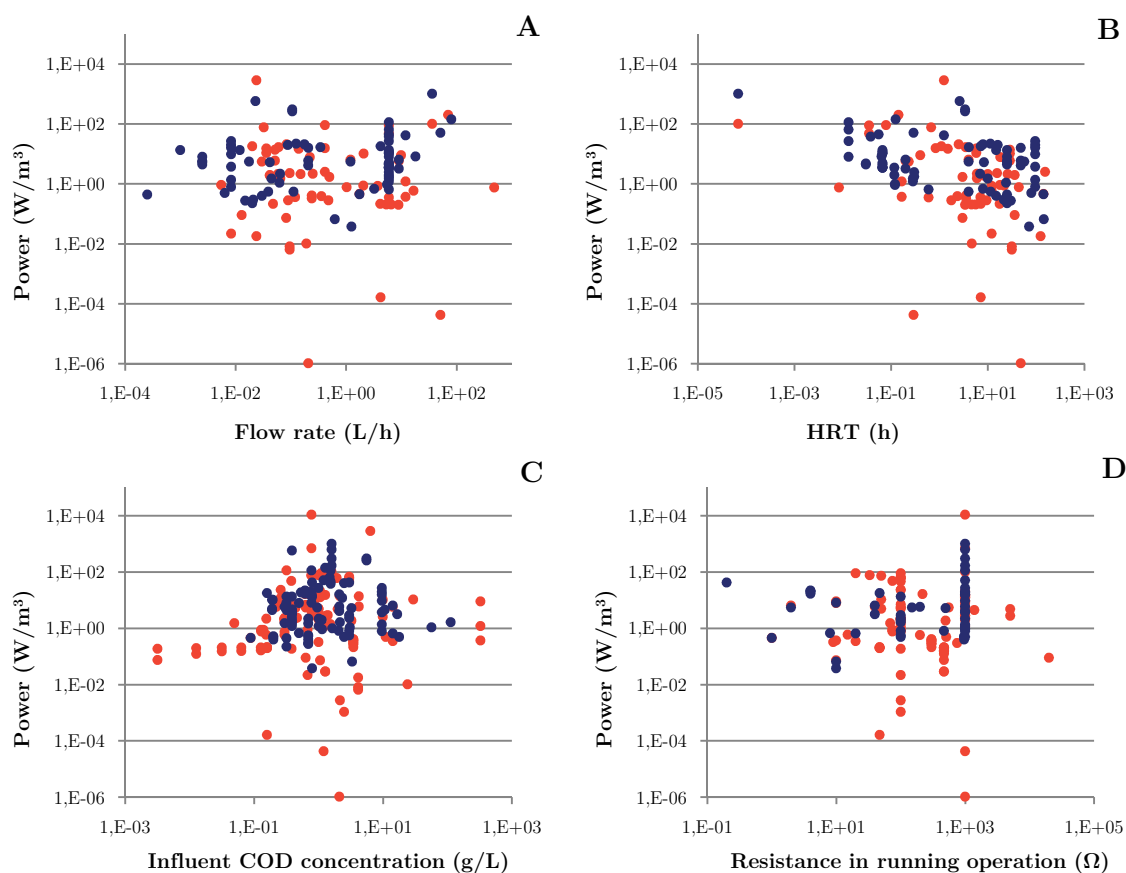 A
1,E+04
1,E+02
1,E+00
1,E-02
1,E-04
1,E-06
Power (W/m³)
1,E-04
1,E-02
1,E+00
1,E+02
Flow rate (L/h)
B
1,E+04
1,E+02
1,E+00
1,E-02
1,E-04
1,E-06
Power (W/m³)
1,E-05
1,E-03
1,E-01
1,E+01
1,E+03
HRT (h)
C
1,E+04
1,E+02
1,E+00
1,E-02
1,E-04
1,E-06
Power (W/m³)
1,E-03
1,E-01
1,E+01
1,E+03
Influent COD concentration (g/L)
D
1,E+04
1,E+02
1,E+00
1,E-02
1,E-04
1,E-06
Power (W/m³)
1,E-01
1,E+01
1,E+03
1,E+05
Resistance in running operation (Ω)